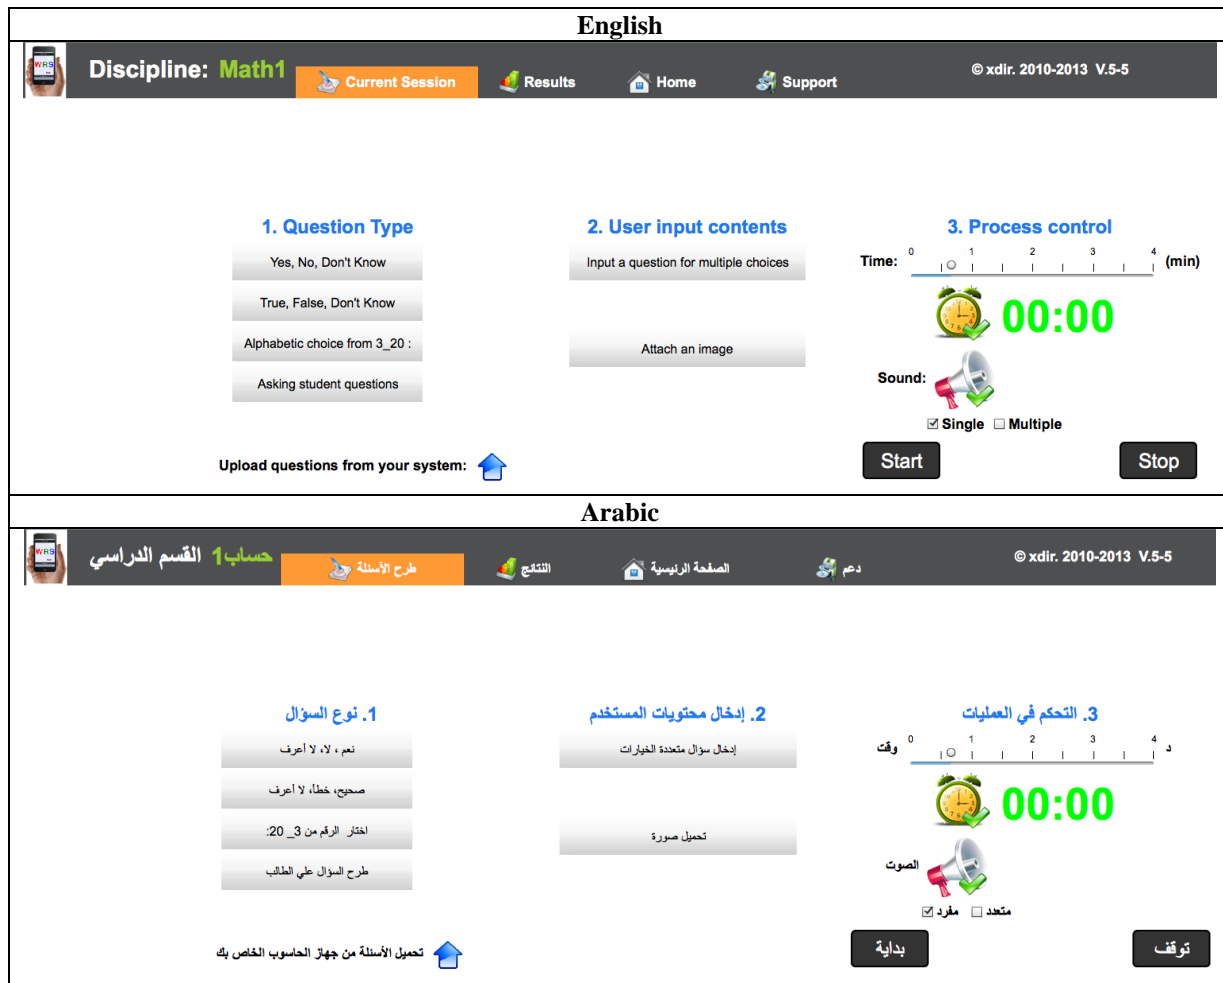 English
WRS
Discipline: Math1
Current Session
Results
Home
Support
© xdir. 2010-2013 V.5-5
1. Question Type
Yes, No, Don't Know
True, False, Don't Know
Alphabetic choice from 3_20 :
Asking student questions
Upload questions from your system:
2. User input contents
Input a question for multiple choices
Attach an image
3. Process control
Time: 0 1 2 3 4 (min)
00:00
Sound:
Single Multiple
Start
Stop
Arabic
WRS
القسم الدراسي حساب1
طرح الأسئلة
النتائج
الصفحة الرئيسية
دعم
© xdir. 2010-2013 V.5-5
1. نوع السؤال
نعم ، لا، لا أعرف
صحيح، خطأ، لا أعرف
اختار الرقم من 3_ 20:
طرح السؤال علي الطالب
تحميل الأسئلة من جهاز الحاسوب الخاص بك
2. إدخال محتويات المستخدم
إدخال سؤال متعددة الخيارات
تحميل صورة
3. التحكم في العمليات
وقت 0 1 2 3 4 د
00:00
الصوت
مفرد متعدد
بداية
توقف